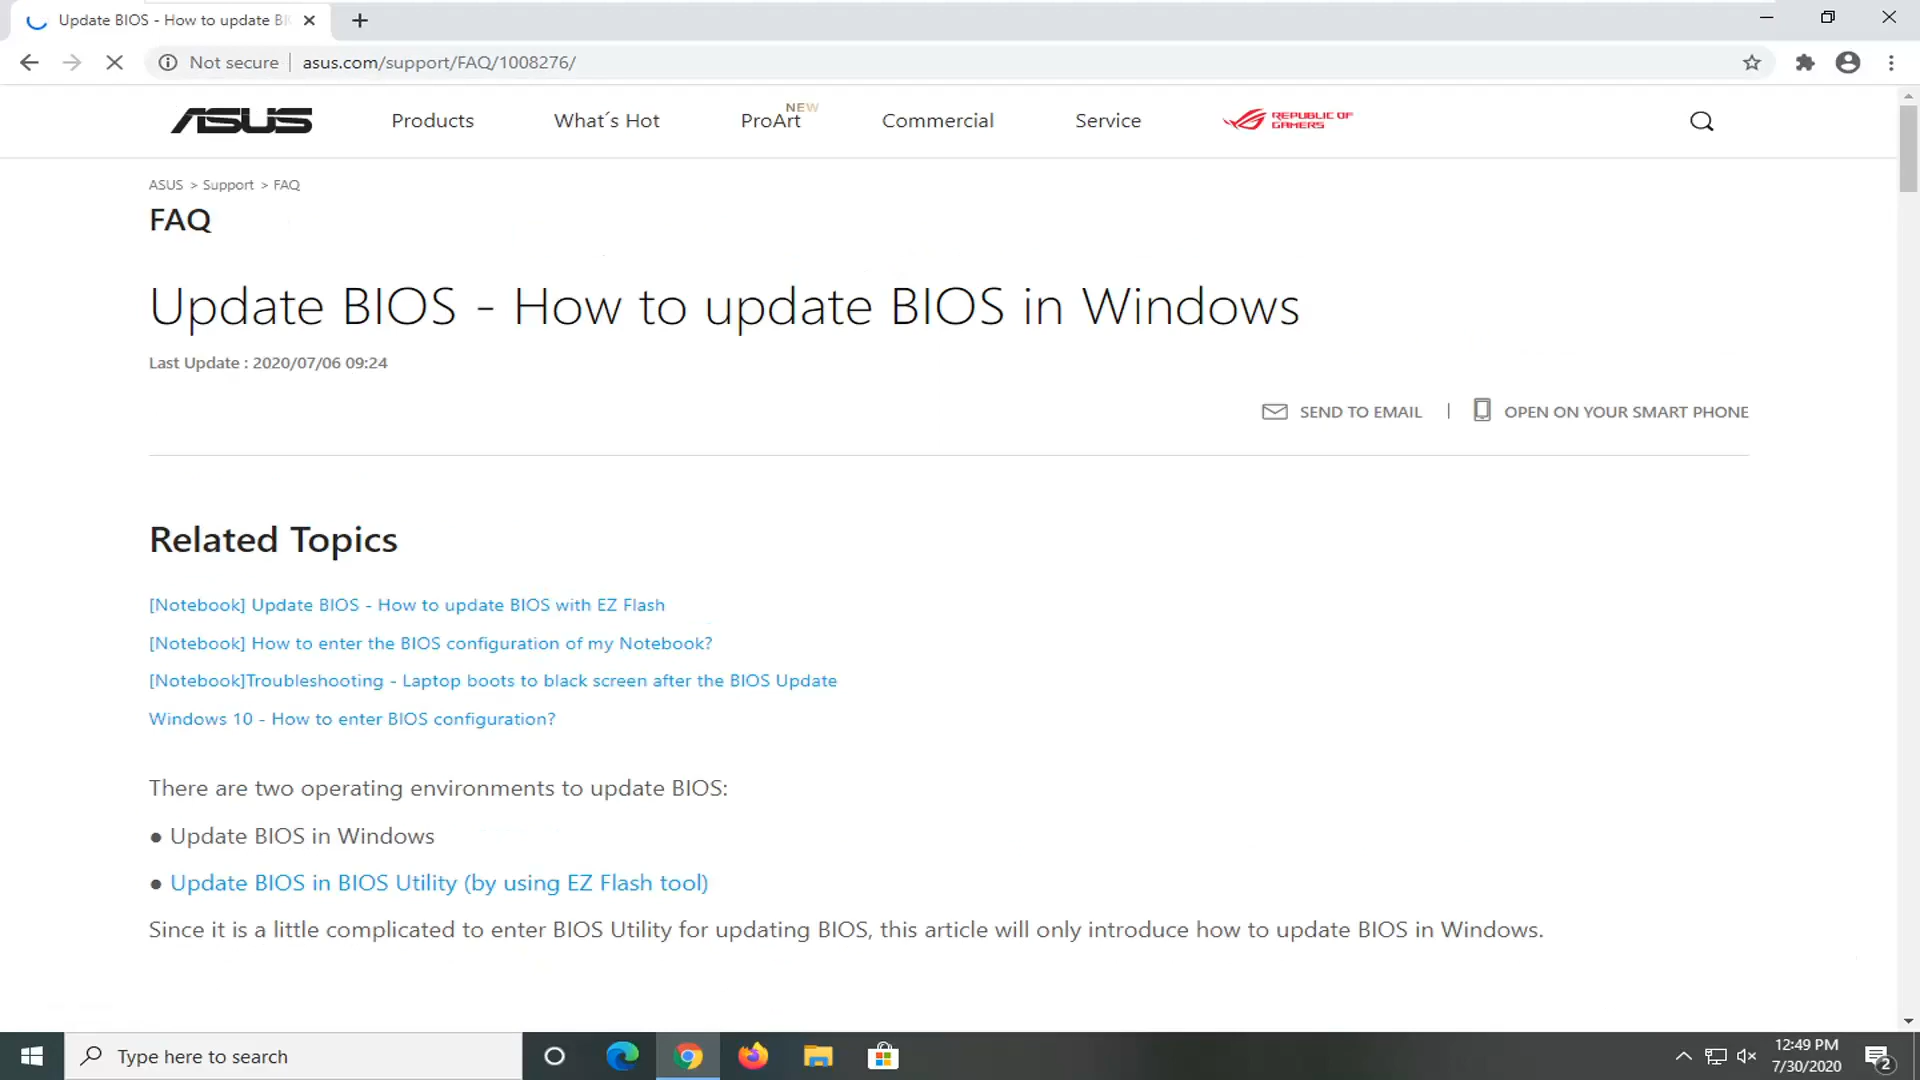 Update BIOS - How to update BI
Not secure
asus.com/support/FAQ/1008276/
ASUS
Products
What´s Hot
ProArt
NEW
Commercial
Service
REPUBLIC OF
GAMERS
ASUS > Support > FAQ
FAQ
Update BIOS - How to update BIOS in Windows
Last Update : 2020/07/06 09:24
SEND TO EMAIL | OPEN ON YOUR SMART PHONE
Related Topics
[Notebook] Update BIOS - How to update BIOS with EZ Flash
[Notebook] How to enter the BIOS configuration of my Notebook?
[Notebook]Troubleshooting - Laptop boots to black screen after the BIOS Update
Windows 10 - How to enter BIOS configuration?
There are two operating environments to update BIOS:
● Update BIOS in Windows
● Update BIOS in BIOS Utility (by using EZ Flash tool)
Since it is a little complicated to enter BIOS Utility for updating BIOS, this article will only introduce how to update BIOS in Windows.
Type here to search
12:49 PM
7/30/2020
2